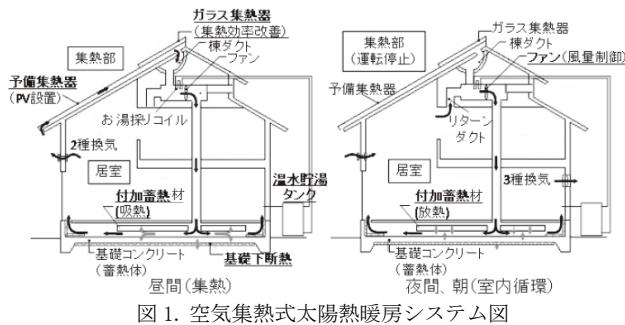 ガラス集熱器
(集熱効率改善)
棟ダクト
ファン
集熱部
予備集熱器
(PV設置)
お湯採りコイル
2種換気
居室
温水貯湯
タンク
付加蓄熱材
(吸熱)
基礎コンクリート
(蓄熱体)
基礎下断熱
昼間(集熱)
ガラス集熱器
棟ダクト
ファン(風量制御)
集熱部
(運転停止)
予備集熱器
リターン
ダクト
居室
3種換気
付加蓄熱材
(放熱)
基礎コンクリート
(蓄熱体)
夜間、朝(室内循環)
図 1. 空気集熱式太陽熱暖房システム図